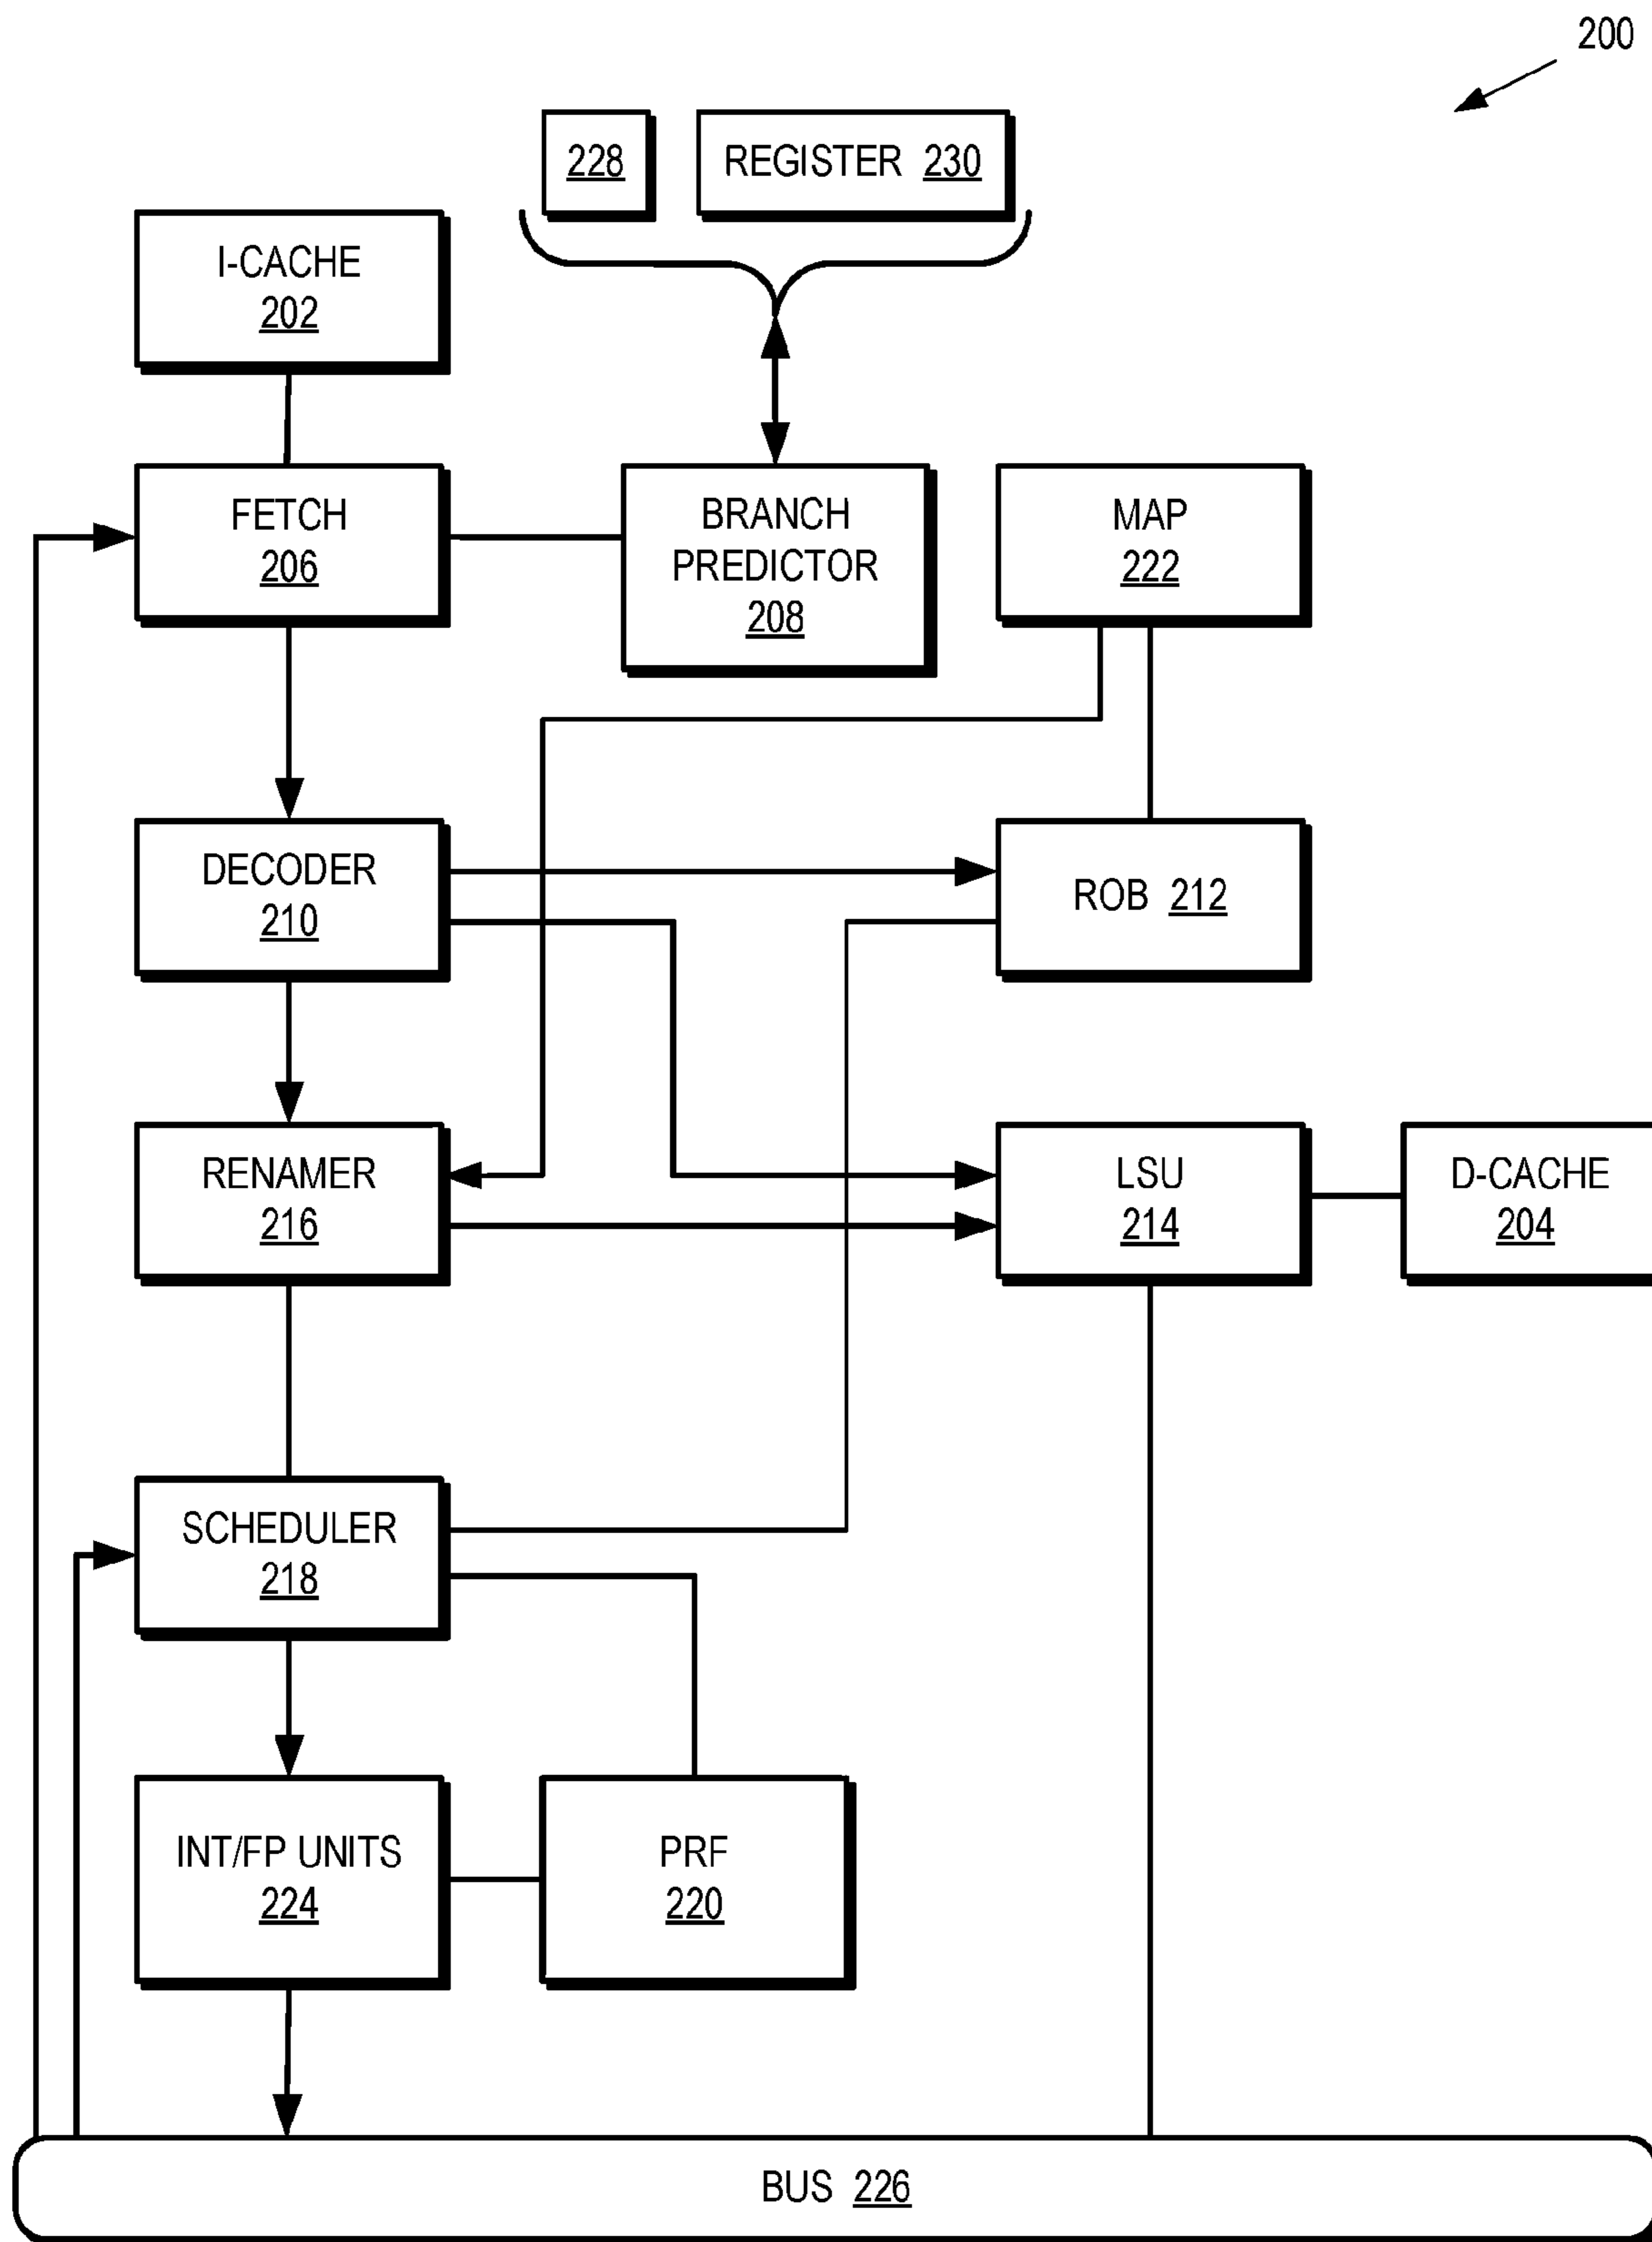 200
228
REGISTER 230
I-CACHE
202
FETCH
206
BRANCH
PREDICTOR
208
MAP
222
DECODER
210
ROB 212
RENAMER
216
LSU
214
D-CACHE
204
SCHEDULER
218
INT/FP UNITS
224
PRF
220
BUS 226